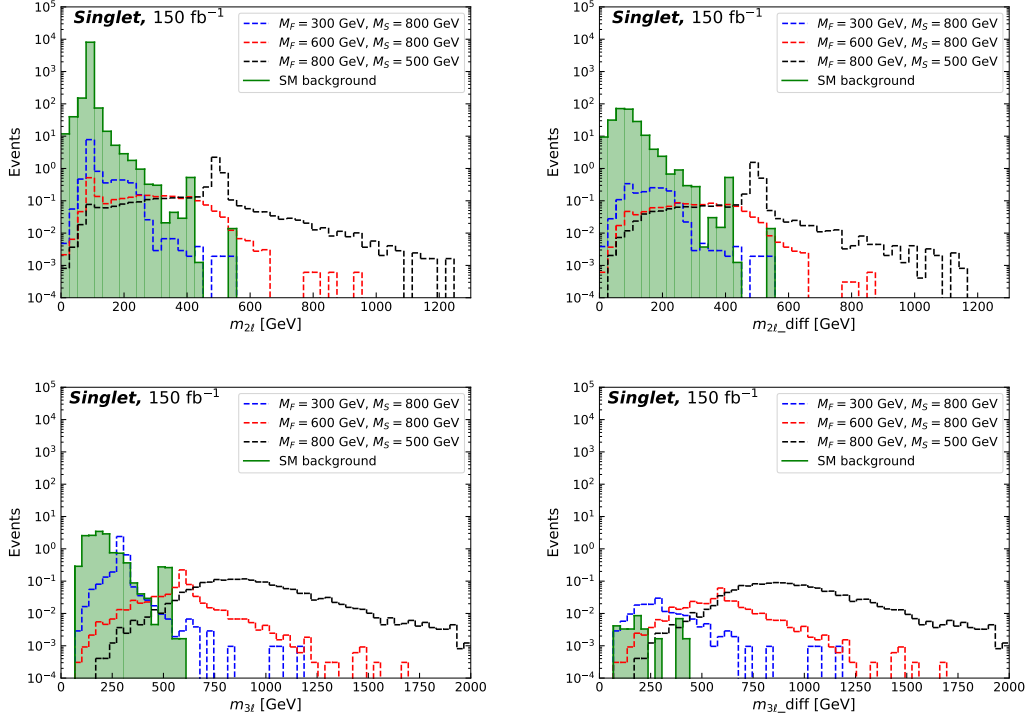 Singlet, 150 fb⁻¹
M_F = 300 GeV, M_S = 800 GeV
M_F = 600 GeV, M_S = 800 GeV
M_F = 800 GeV, M_S = 500 GeV
SM background
Events
10⁵
10⁴
10³
10²
10¹
10⁰
10⁻¹
10⁻²
10⁻³
10⁻⁴
0 200 400 600 800 1000 1200
m_2ℓ [GeV]
Singlet, 150 fb⁻¹
M_F = 300 GeV, M_S = 800 GeV
M_F = 600 GeV, M_S = 800 GeV
M_F = 800 GeV, M_S = 500 GeV
SM background
Events
10⁵
10⁴
10³
10²
10¹
10⁰
10⁻¹
10⁻²
10⁻³
10⁻⁴
0 200 400 600 800 1000 1200
m_2ℓ_diff [GeV]
Singlet, 150 fb⁻¹
M_F = 300 GeV, M_S = 800 GeV
M_F = 600 GeV, M_S = 800 GeV
M_F = 800 GeV, M_S = 500 GeV
SM background
Events
10⁵
10⁴
10³
10²
10¹
10⁰
10⁻¹
10⁻²
10⁻³
10⁻⁴
0 250 500 750 1000 1250 1500 1750 2000
m_3ℓ [GeV]
Singlet, 150 fb⁻¹
M_F = 300 GeV, M_S = 800 GeV
M_F = 600 GeV, M_S = 800 GeV
M_F = 800 GeV, M_S = 500 GeV
SM background
Events
10⁵
10⁴
10³
10²
10¹
10⁰
10⁻¹
10⁻²
10⁻³
10⁻⁴
0 250 500 750 1000 1250 1500 1750 2000
m_3ℓ_diff [GeV]